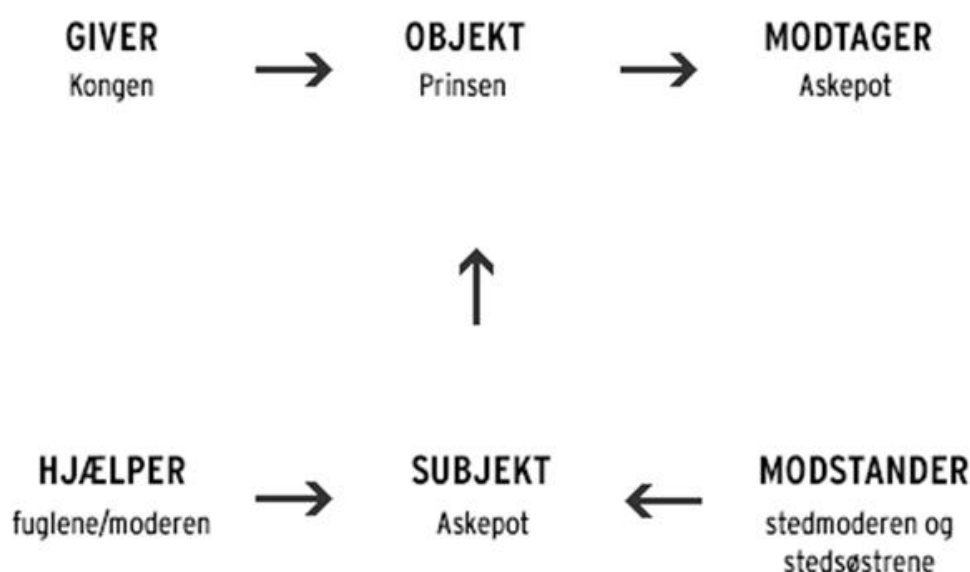 GIVER
Kongen
OBJEKT
Prinsen
MODTAGER
Askepot
HJÆLPER
fuglene/moderen
SUBJEKT
Askepot
MODSTANDER
stedmoderen og
stedsøstrene